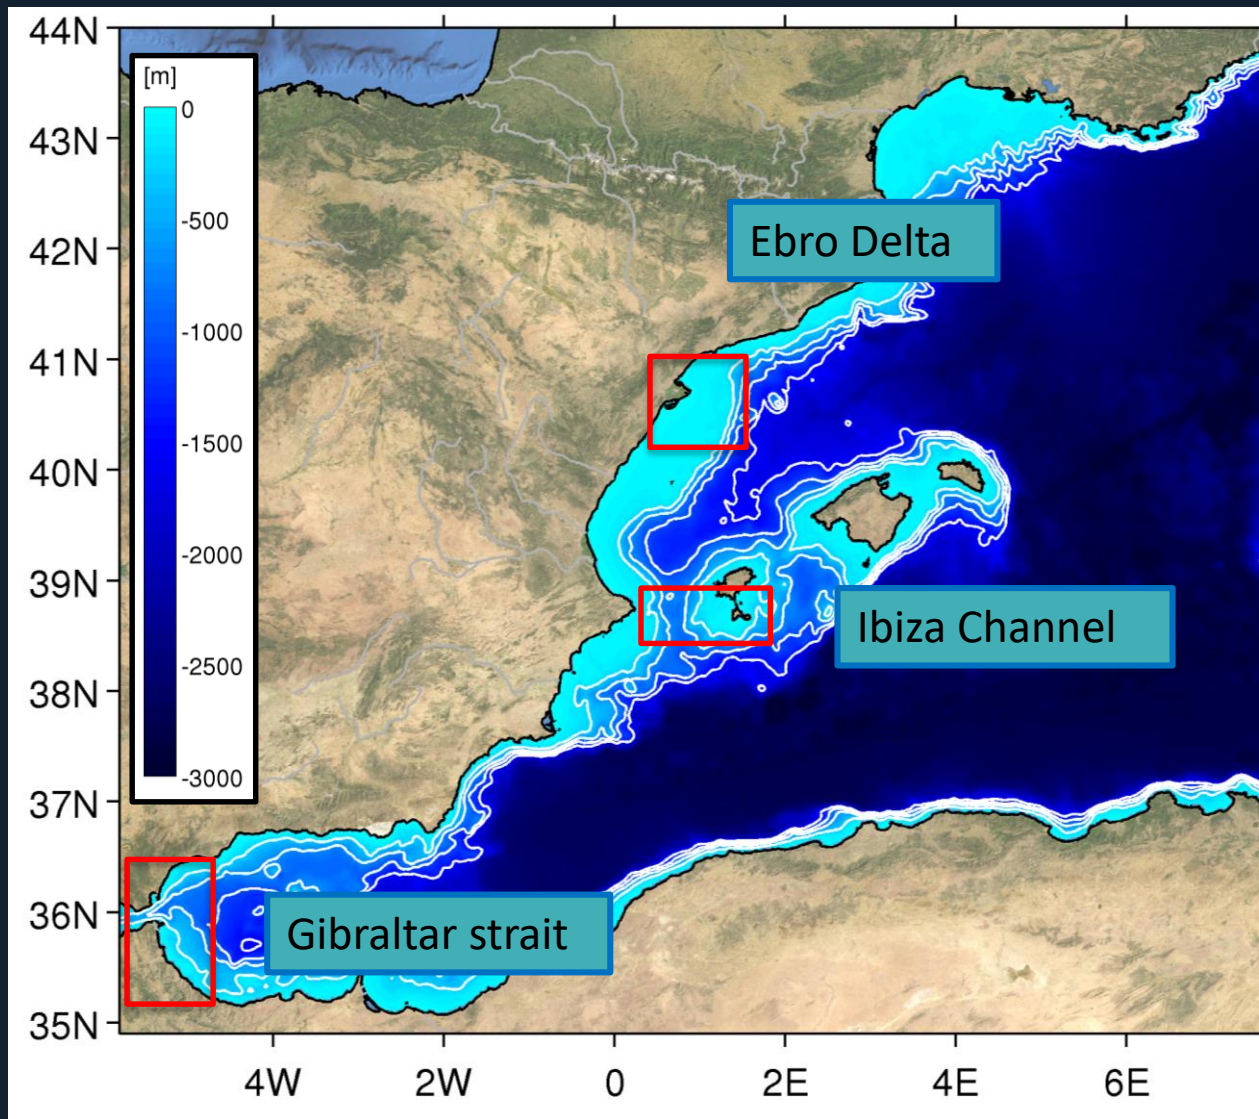 44N
43N
42N
41N
40N
39N
38N
37N
36N
35N
[m]
0
-500
-1000
-1500
-2000
-2500
-3000
Ebro Delta
Ibiza Channel
Gibraltar strait
4W 2W 0 2E 4E 6E